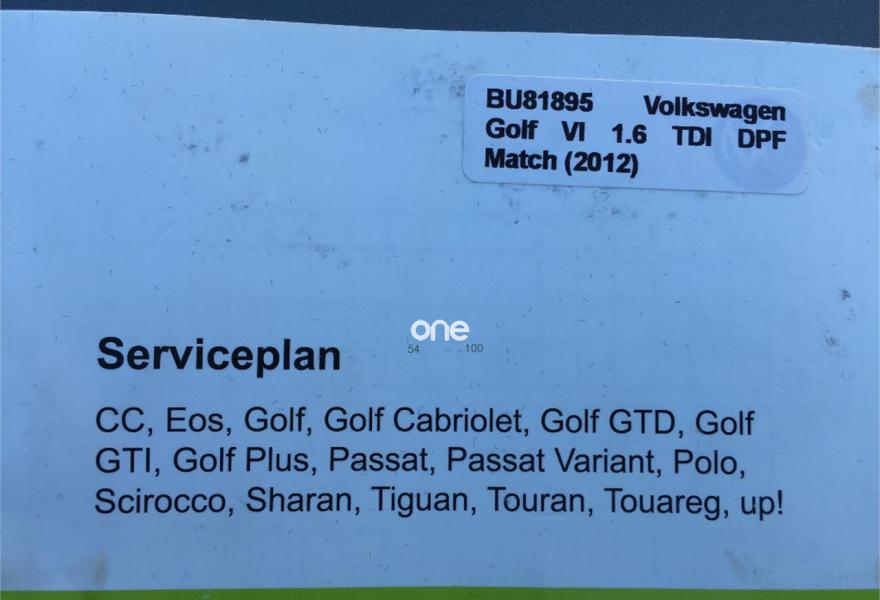 BU81895 Volkswagen
Golf VI 1.6 TDI DPF
Match (2012)
one
54 100
Serviceplan
CC, Eos, Golf, Golf Cabriolet, Golf GTD, Golf
GTI, Golf Plus, Passat, Passat Variant, Polo,
Scirocco, Sharan, Tiguan, Touran, Touareg, up!